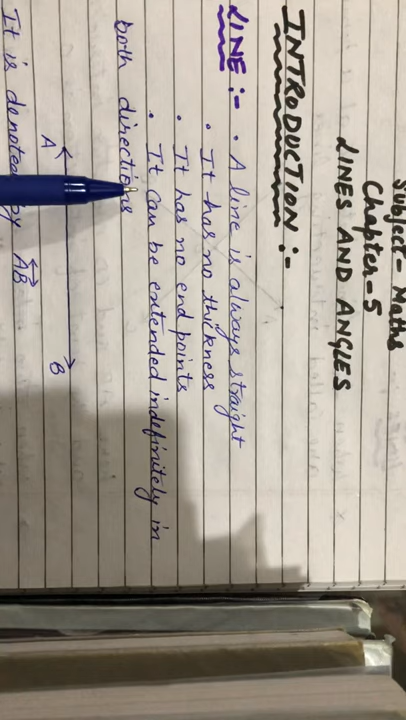 Subject - Maths
Chapter - 5
LINES AND ANGLES
INTRODUCTION :-
LINE :- • A line is always straight
• It has no thickness
• It has no end points
• It can be extended indefinitely in
both directions
A B
It is denoted by AB